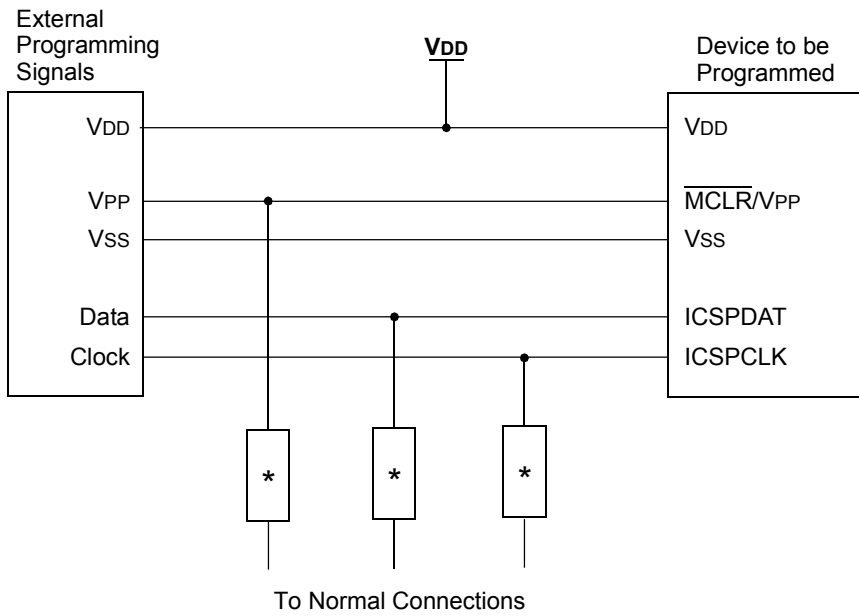 External
Programming
Signals
VDD
Device to be
Programmed
VDD
VDD
VPP
MCLR/VPP
VSS
VSS
Data
ICSPDAT
Clock
ICSPCLK
*
*
*
To Normal Connections